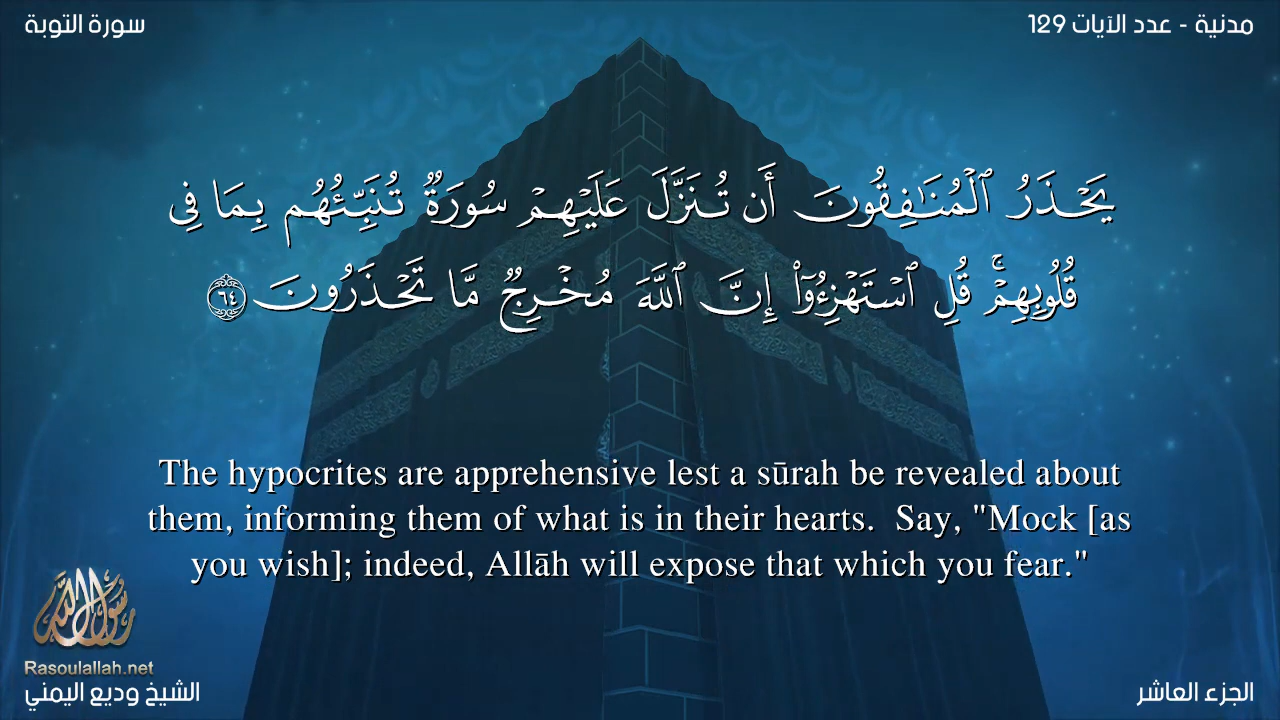 سورة التوبة
مدنية - عدد الآيات 129
يَحْذَرُ ٱلْمُنَٰفِقُونَ أَن تُنَزَّلَ عَلَيْهِمْ سُورَةٌ تُنَبِّئُهُم بِمَا فِى
قُلُوبِهِمْ ۚ قُلِ ٱسْتَهْزِءُوٓا۟ إِنَّ ٱللَّهَ مُخْرِجٌ مَّا تَحْذَرُونَ ٦٤
The hypocrites are apprehensive lest a sūrah be revealed about
them, informing them of what is in their hearts.  Say, "Mock [as
you wish]; indeed, Allāh will expose that which you fear."
رسول الله
Rasoulallah.net
الشيخ وديع اليمني
الجزء العاشر